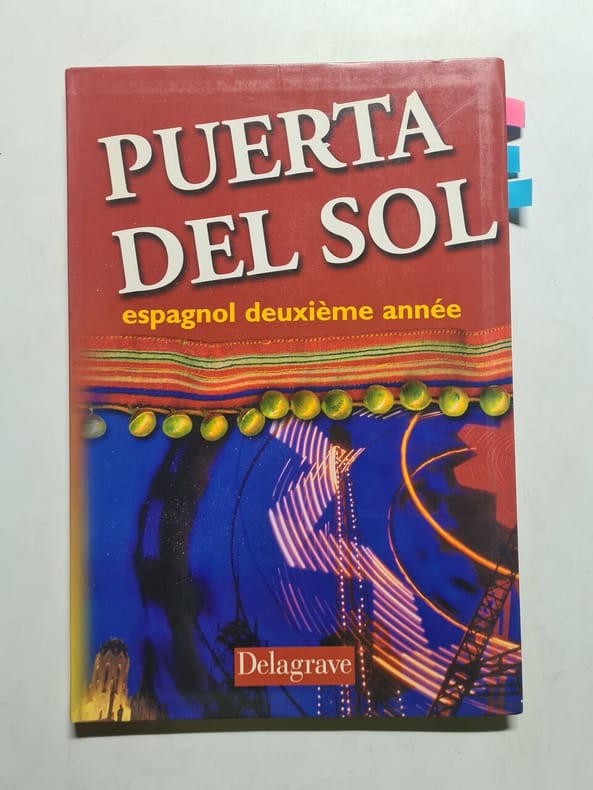 PUERTA
DEL SOL
espagnol deuxième année
Delagrave